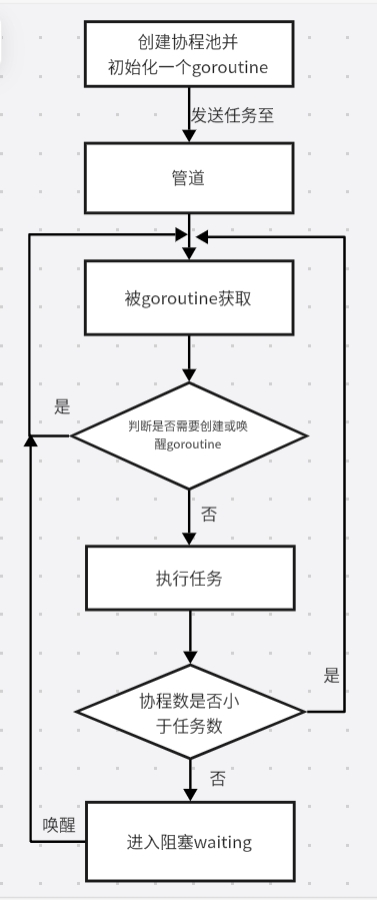 创建协程池并
初始化一个goroutine
发送任务至
管道
被goroutine获取
是
判断是否需要创建或唤
醒goroutine
否
执行任务
是
协程数是否小
于任务数
否
唤醒
进入阻塞waiting